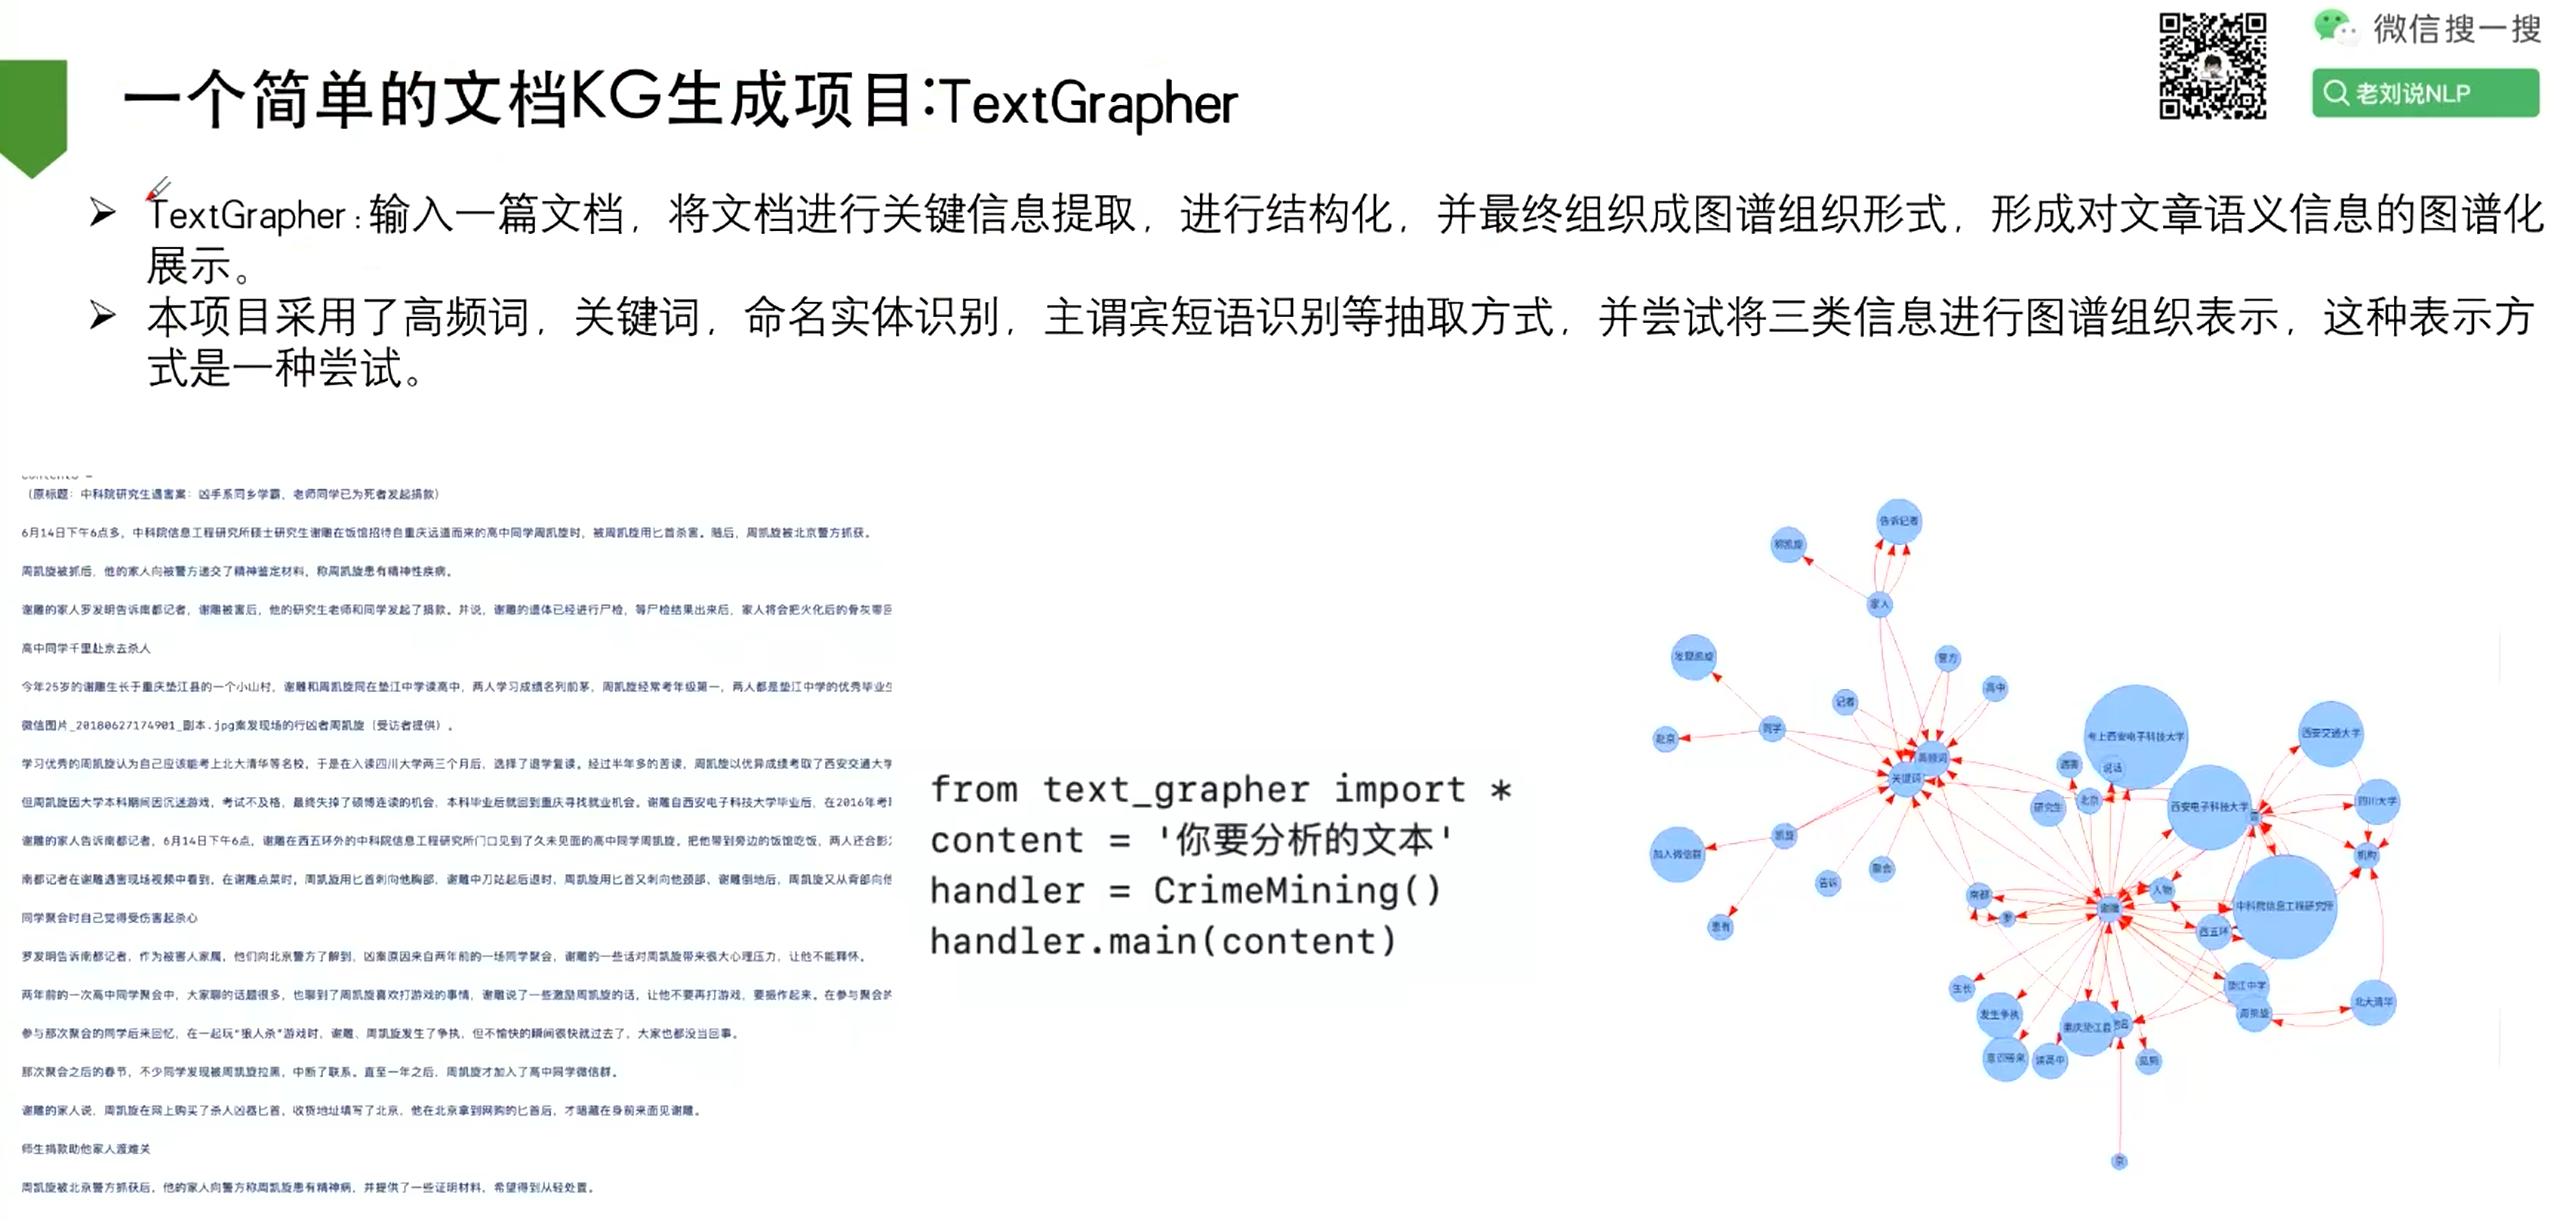 微信搜一搜
老刘说NLP
一个简单的文档KG生成项目:TextGrapher
TextGrapher:输入一篇文档，将文档进行关键信息提取，进行结构化，并最终组织成图谱组织形式，形成对文章语义信息的图谱化
展示。
本项目采用了高频词，关键词，命名实体识别，主谓宾短语识别等抽取方式，并尝试将三类信息进行图谱组织表示，这种表示方
式是一种尝试。
（原标题：中科院研究生遇害案：凶手系同乡学霸，老师同学已为死者发起捐款）
6月14日下午6点多，中科院信息工程研究所硕士研究生谢雕在饭馆招待自重庆远道而来的高中同学周凯旋时，被周凯旋用匕首杀害。随后，周凯旋被北京警方抓获。
周凯旋被抓后，他的家人向被警方递交了精神鉴定材料，称周凯旋患有精神性疾病。
谢雕的家人罗发明告诉南都记者，谢雕被害后，他的研究生老师和同学发起了捐款。并说，谢雕的遗体已经进行尸检，等尸检结果出来后，家人将会把火化后的骨灰带回
高中同学千里赴京去杀人
今年25岁的谢雕生长于重庆垫江县的一个小山村，谢雕和周凯旋同在垫江中学读高中，两人学习成绩名列前茅，周凯旋经常考年级第一，两人都是垫江中学的优秀毕业生
微信图片_20180627174901_副本.jpg案发现场的行凶者周凯旋（受访者提供）。
学习优秀的周凯旋认为自己应该能考上北大清华等名校，于是在入读四川大学两三个月后，选择了退学复读。经过半年多的苦读，周凯旋以优异成绩考取了西安交通大学
但周凯旋因大学本科期间因沉迷游戏，考试不及格，最终失掉了硕博连读的机会，本科毕业后就回到重庆寻找就业机会。谢雕自西安电子科技大学毕业后，在2016年考取
谢雕的家人告诉南都记者，6月14日下午6点，谢雕在西五环外的中科院信息工程研究所门口见到了久未见面的高中同学周凯旋。把他带到旁边的饭馆吃饭，两人还合影
南都记者在谢雕遇害现场视频中看到，在谢雕点菜时，周凯旋用匕首刺向他胸部，谢雕中刀站起后退时，周凯旋用匕首又刺向他颈部、谢雕倒地后，周凯旋又从背部向他
同学聚会时自己觉得受伤害起杀心
罗发明告诉南都记者，作为被害人家属，他们向北京警方了解到，凶案原因来自两年前的一场同学聚会，谢雕的一些话对周凯旋带来很大心理压力，让他不能释怀。
两年前的一次高中同学聚会中，大家聊的话题很多，也聊到了周凯旋喜欢打游戏的事情，谢雕说了一些激励周凯旋的话，让他不要再打游戏，要振作起来。在参与聚会的
参与那次聚会的同学后来回忆，在一起玩“狼人杀”游戏时，谢雕、周凯旋发生了争执，但不愉快的瞬间很快就过去了，大家也都没当回事。
那次聚会之后的春节，不少同学发现被周凯旋拉黑，中断了联系。直至一年之后，周凯旋才加入了高中同学微信群。
谢雕的家人说，周凯旋在网上购买了杀人凶器匕首，收货地址填写了北京，他在北京拿到网购的匕首后，才暗藏在身前来面见谢雕。
师生捐款助他家人渡难关
周凯旋被北京警方抓获后，他的家人向警方称周凯旋患有精神病，并提供了一些证明材料，希望得到从轻处置。
from text_grapher import *
content = '你要分析的文本'
handler = CrimeMining()
handler.main(content)
告诉记者
称凯旋
家人
发现凯旋
警方
高中
记者
赴京
同学
高频词
关键词
考上西安电子科技大学
西安交通大学
遇害
说话
研究生
北京
西安电子科技大学
四川大学
加入微信群
凯旋
机构
告诉
聚会
患有
南都
罗
谢雕
人物
中科院信息工程研究所
西五环
生长
垫江中学
发生争执
重庆垫江县
地名
周凯旋
北大清华
读高中
京